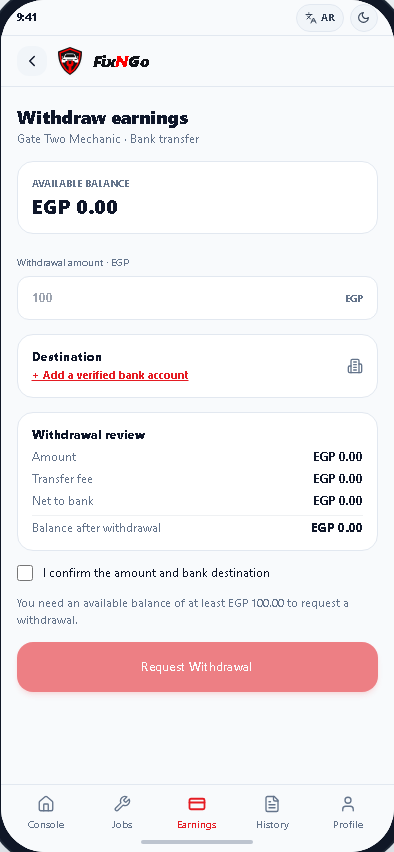 9:41
AR
FixNGo
Withdraw earnings
Gate Two Mechanic · Bank transfer
AVAILABLE BALANCE
EGP 0.00
Withdrawal amount · EGP
100 EGP
Destination
+ Add a verified bank account
Withdrawal review
Amount EGP 0.00
Transfer fee EGP 0.00
Net to bank EGP 0.00
Balance after withdrawal EGP 0.00
I confirm the amount and bank destination
You need an available balance of at least EGP 100.00 to request a
withdrawal.
Request Withdrawal
Console Jobs Earnings History Profile